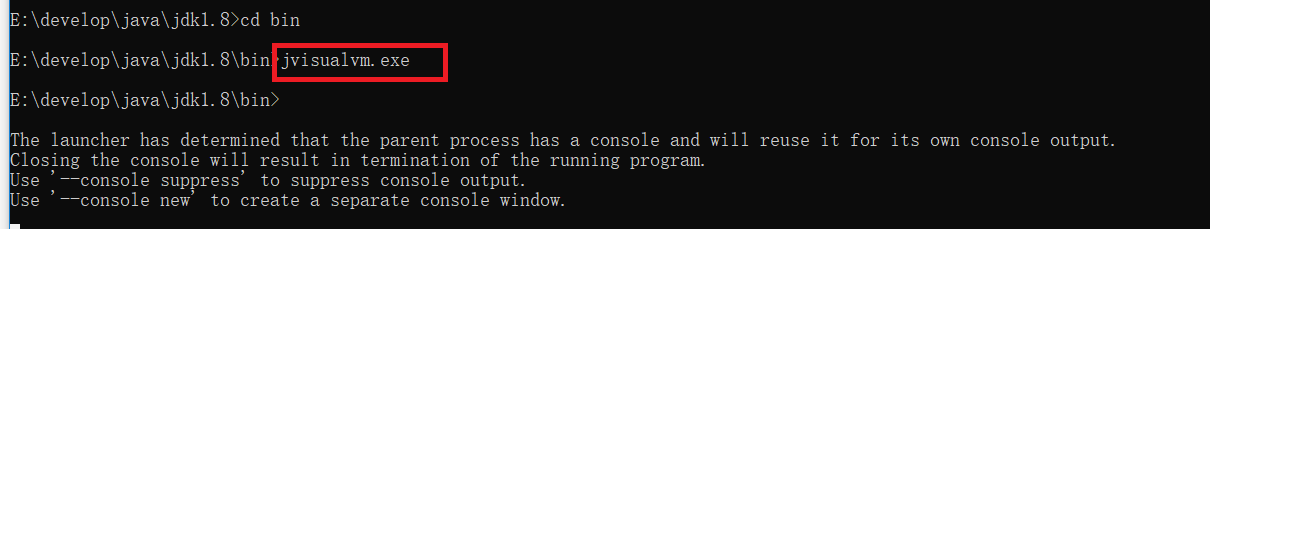 E:\develop\java\jdk1.8>cd bin
E:\develop\java\jdk1.8\bin>jvisualvm.exe
E:\develop\java\jdk1.8\bin>
The launcher has determined that the parent process has a console and will reuse it for its own console output.
Closing the console will result in termination of the running program.
Use '--console suppress' to suppress console output.
Use '--console new' to create a separate console window.